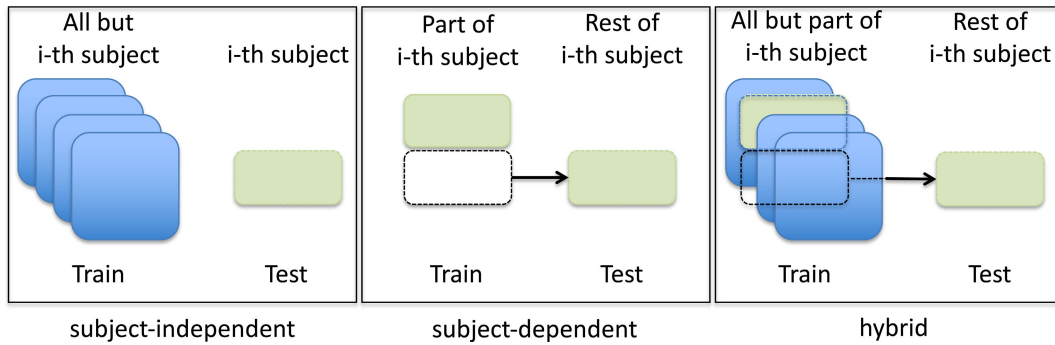 All but
i-th subject
i-th subject
Train
Test
subject-independent
Part of
i-th subject
Rest of
i-th subject
Train
Test
subject-dependent
All but part of
i-th subject
Rest of
i-th subject
Train
Test
hybrid